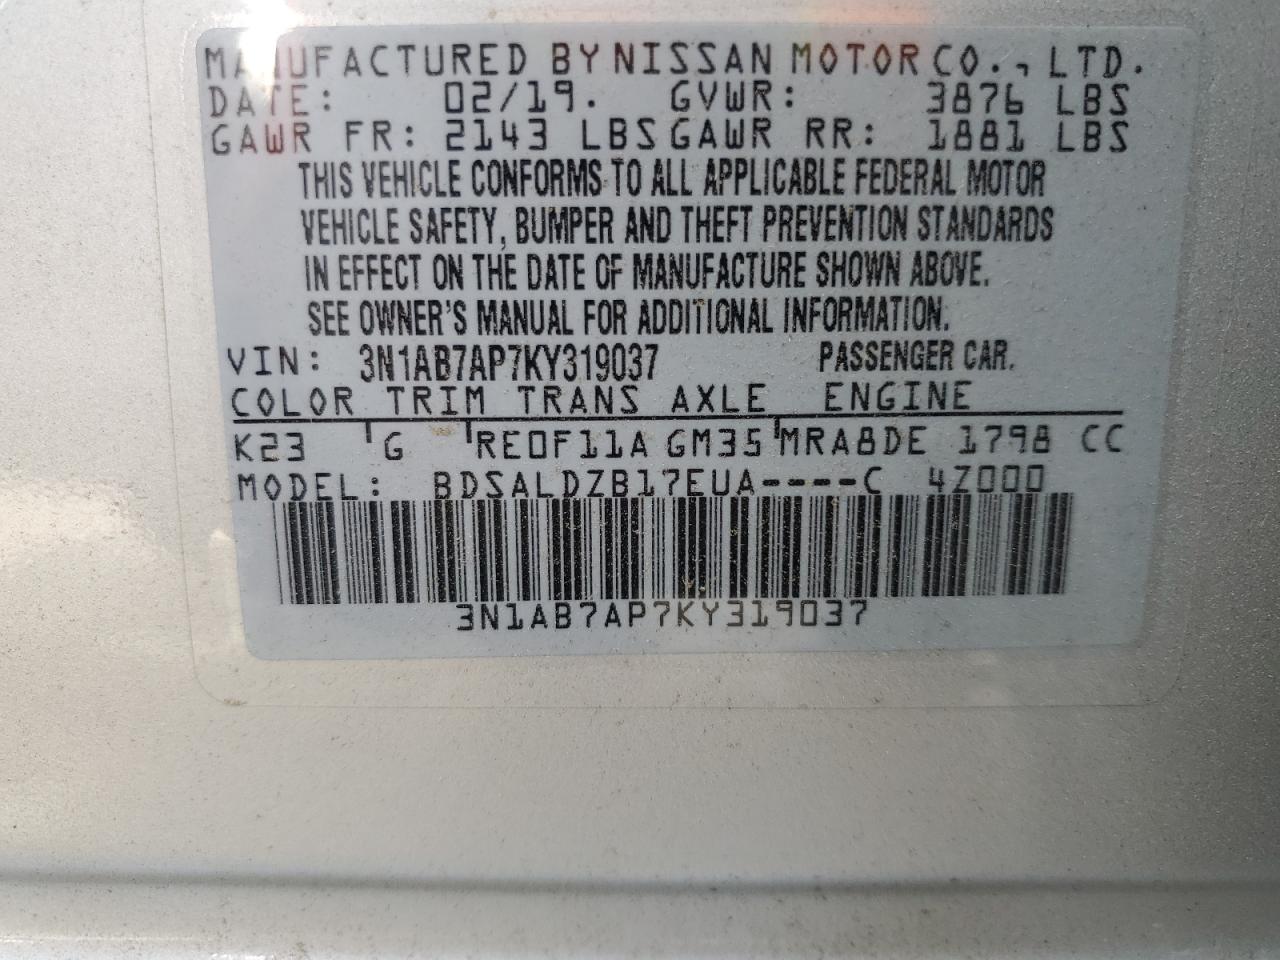 MANUFACTURED BY NISSAN MOTOR CO., LTD.
DATE: 02/19. GVWR: 3876 LBS
GAWR FR: 2143 LBS GAWR RR: 1881 LBS
THIS VEHICLE CONFORMS TO ALL APPLICABLE FEDERAL MOTOR
VEHICLE SAFETY, BUMPER AND THEFT PREVENTION STANDARDS
IN EFFECT ON THE DATE OF MANUFACTURE SHOWN ABOVE.
SEE OWNER'S MANUAL FOR ADDITIONAL INFORMATION.
VIN: 3N1AB7AP7KY319037 PASSENGER CAR.
COLOR TRIM TRANS AXLE ENGINE
K23 G RE0F11A GM35 MRA8DE 1798 CC
MODEL: BDSALDZB17EUA----C 4Z000
3N1AB7AP7KY319037